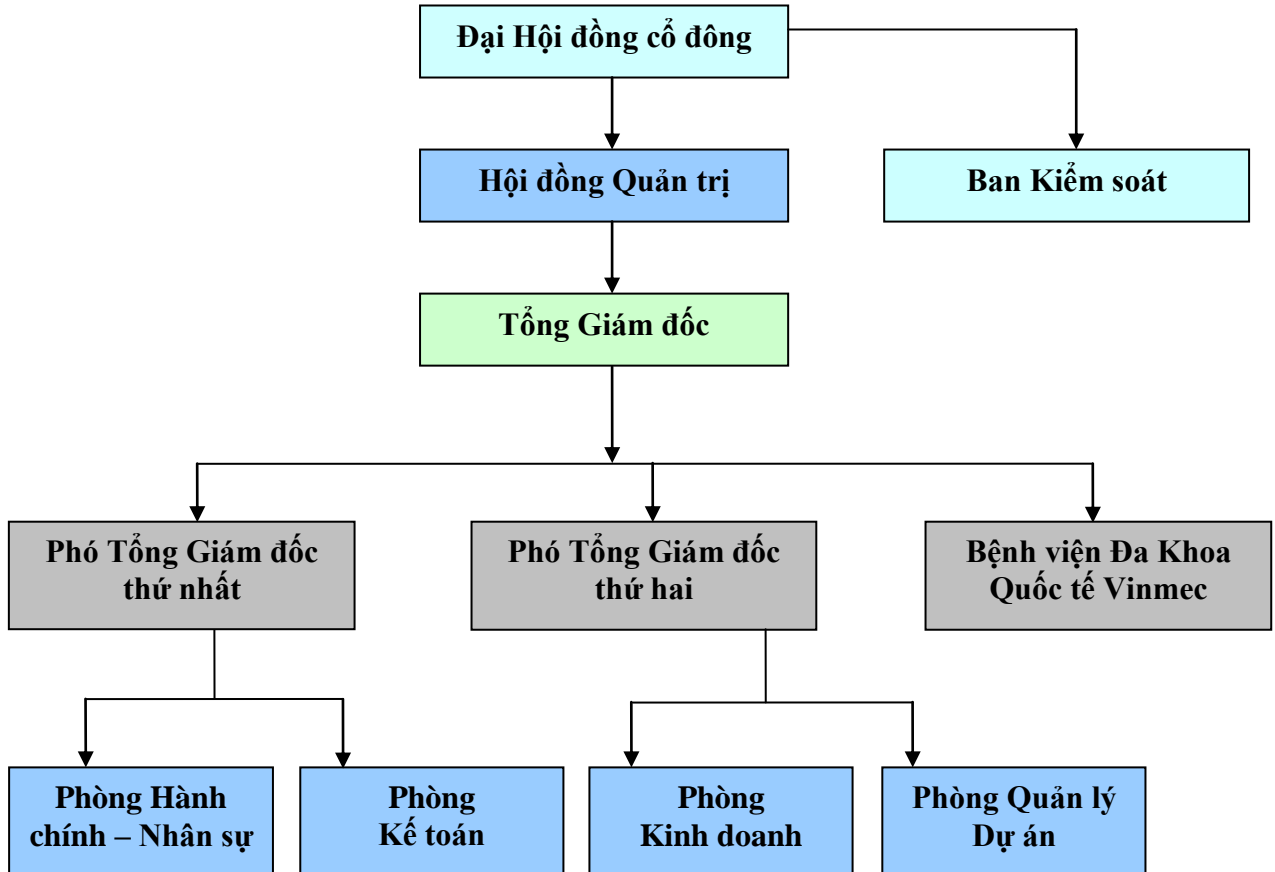 Đại Hội đồng cổ đông
Hội đồng Quản trị
Ban Kiểm soát
Tổng Giám đốc
Phó Tổng Giám đốc
thứ nhất
Phó Tổng Giám đốc
thứ hai
Bệnh viện Đa Khoa
Quốc tế Vinmec
Phòng Hành
chính – Nhân sự
Phòng
Kế toán
Phòng
Kinh doanh
Phòng Quản lý
Dự án